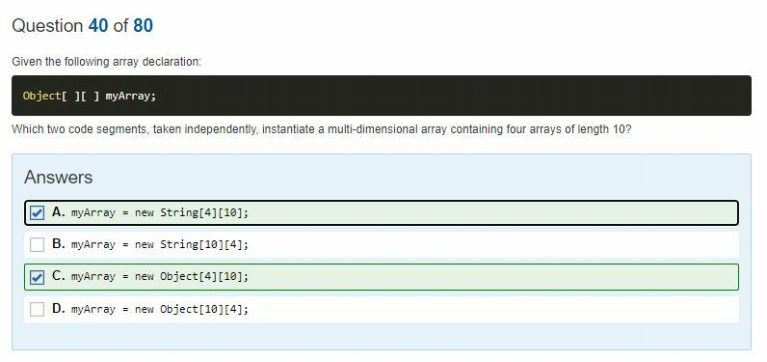 Question 40 of 80
Given the following array declaration:
Object[ ][ ] myArray;
Which two code segments, taken independently, instantiate a multi-dimensional array containing four arrays of length 10?
Answers
A. myArray = new String[4][10];
B. myArray = new String[10][4];
C. myArray = new Object[4][10];
D. myArray = new Object[10][4];